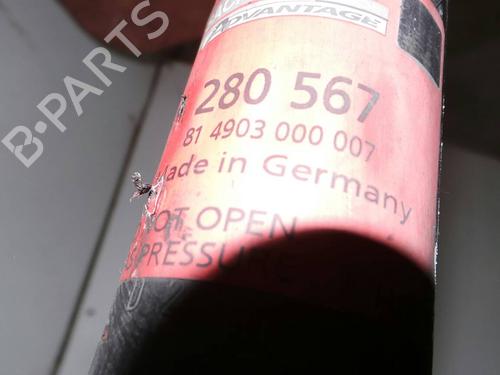 ADVANTAGE
280 567
81 4903 000 007
Made in Germany
NOT OPEN
PRESSURE
B-PARTS